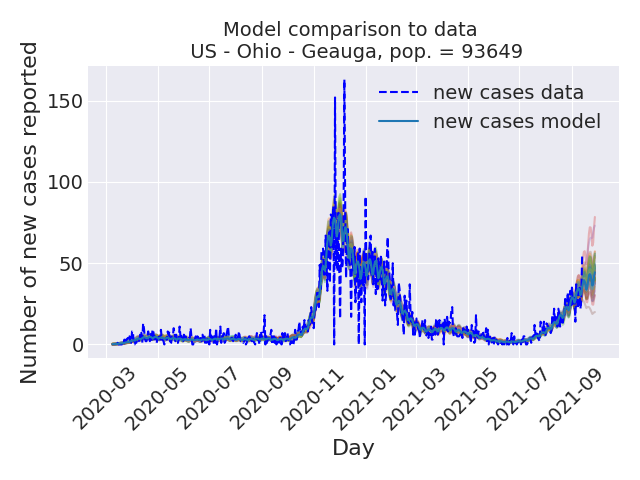 Model comparison to data
US - Ohio - Geauga, pop. = 93649
Number of new cases reported
150
100
50
0
new cases data
new cases model
2020-03
2020-05
2020-07
2020-09
2020-11
2021-01
2021-03
2021-05
2021-07
2021-09
Day